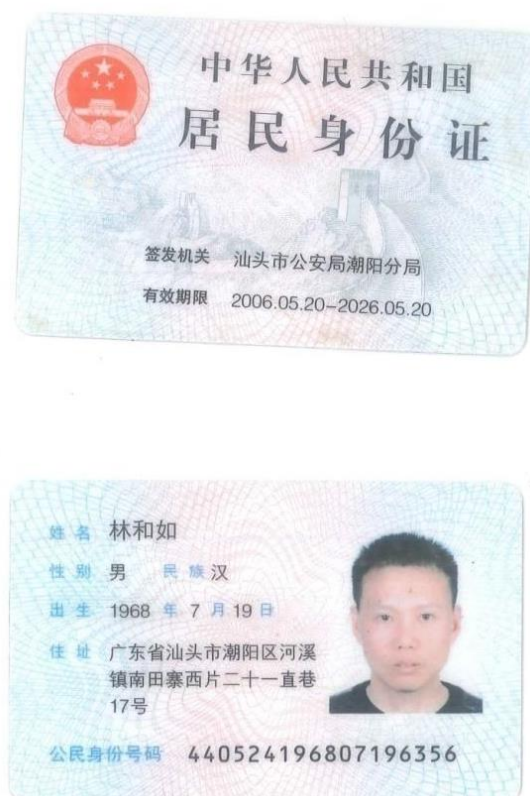 中华人民共和国
居民身份证
签发机关 汕头市公安局潮阳分局
有效期限 2006.05.20-2026.05.20
姓名 林和如
性别 男 民族 汉
出生 1968 年 7 月 19 日
住址 广东省汕头市潮阳区河溪
镇南田寨西片二十一直巷
17号
公民身份号码 440524196807196356